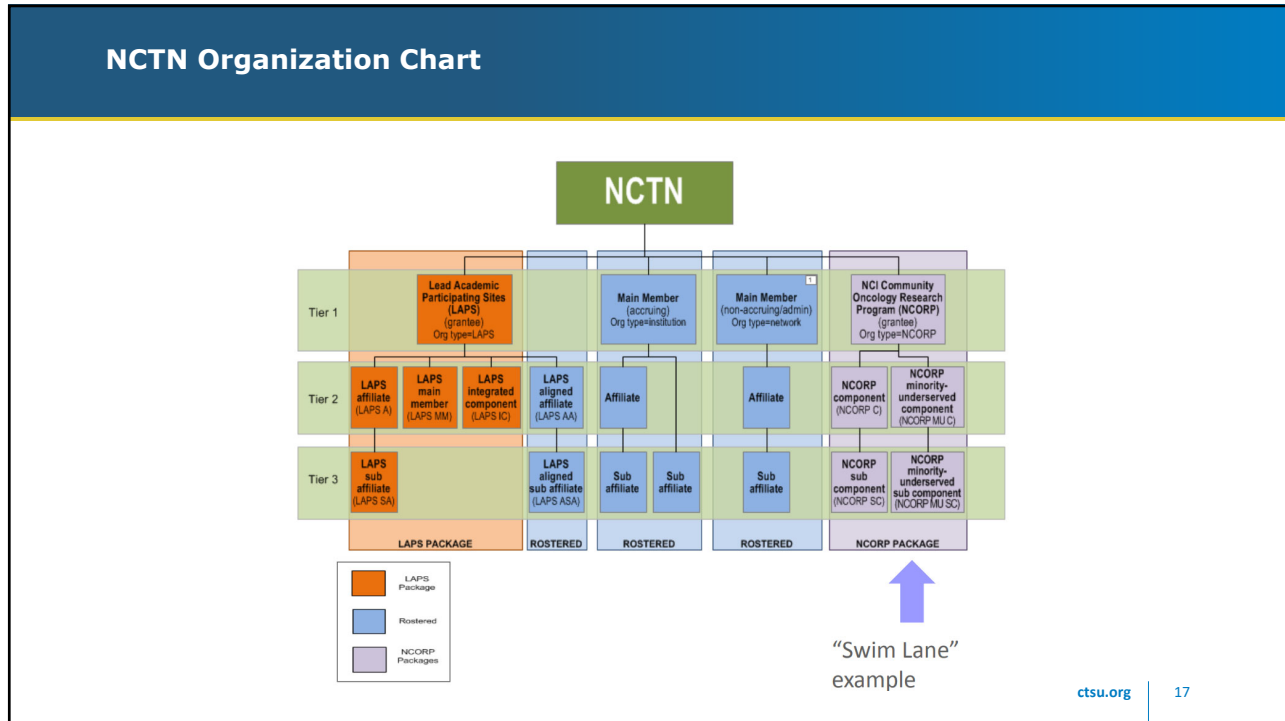 NCTN Organization Chart
NCTN
Tier 1
Lead Academic
Participating Sites
(LAPS)
(grantee)
Org type=LAPS
Main Member
(accruing)
Org type=institution
1
Main Member
(non-accruing/admin)
Org type=network
NCI Community
Oncology Research
Program (NCORP)
(grantee)
Org type=NCORP
Tier 2
LAPS
affiliate
(LAPS A)
LAPS
main
member
(LAPS MM)
LAPS
integrated
component
(LAPS IC)
LAPS
aligned
affiliate
(LAPS AA)
Affiliate
Affiliate
NCORP
component
(NCORP C)
NCORP
minority-
underserved
component
(NCORP MU C)
Tier 3
LAPS
sub
affiliate
(LAPS SA)
LAPS
aligned
sub affiliate
(LAPS ASA)
Sub
affiliate
Sub
affiliate
Sub
affiliate
NCORP
sub
component
(NCORP SC)
NCORP
minority-
underserved
sub component
(NCORP MU SC)
LAPS PACKAGE
ROSTERED
ROSTERED
ROSTERED
NCORP PACKAGE
LAPS
Package
Rostered
NCORP
Packages
“Swim Lane”
example
ctsu.org
17